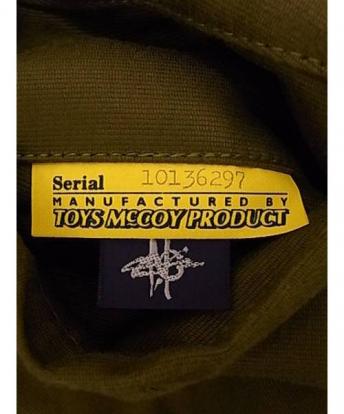 Serial 10136297
MANUFACTURED BY
TOYS McCOY PRODUCT